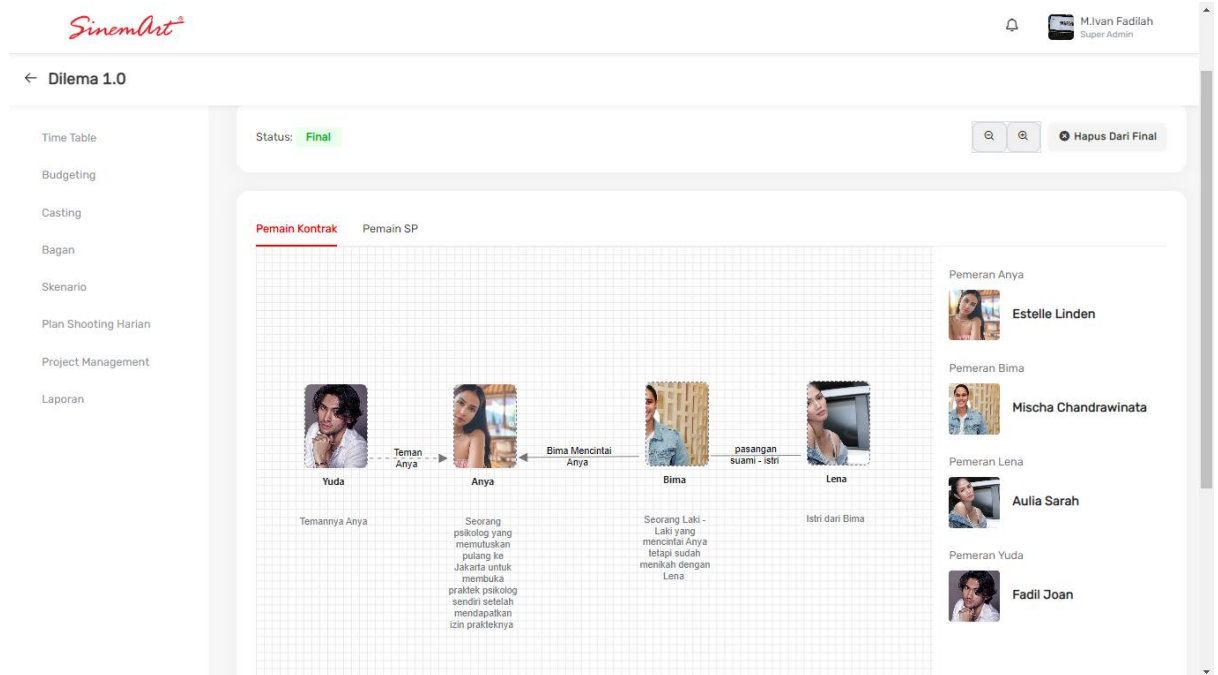 SinemArt
M.Ivan Fadilah
Super Admin
← Dilema 1.0
Time Table
Budgeting
Casting
Bagan
Skenario
Plan Shooting Harian
Project Management
Laporan
Status: Final
Hapus Dari Final
Pemain Kontrak Pemain SP
Teman
Anya
Bima Mencintai
Anya
pasangan
suami - istri
Yuda
Anya
Bima
Lena
Temannya Anya
Seorang
psikolog yang
memutuskan
pulang ke
Jakarta untuk
membuka
praktek psikolog
sendiri setelah
mendapatkan
izin prakteknya
Seorang Laki -
Laki yang
mencintai Anya
tetapi sudah
menikah dengan
Lena
Istri dari Bima
Pemeran Anya
Estelle Linden
Pemeran Bima
Mischa Chandrawinata
Pemeran Lena
Aulia Sarah
Pemeran Yuda
Fadil Joan